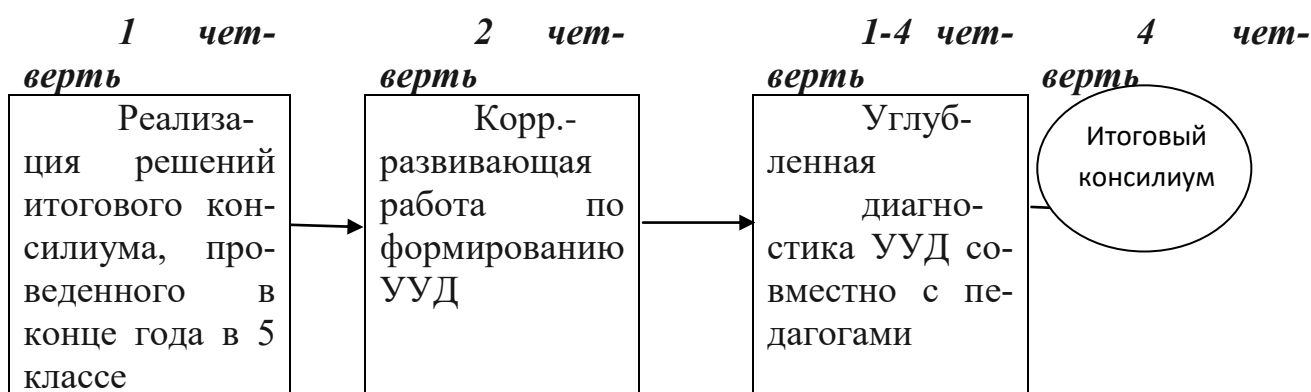 1 чет-
верть
2 чет-
верть
1-4 чет-
верть
4 чет-
верть
Реализа-
ция решений
итогового кон-
силиума, про-
веденного в
конце года в 5
классе
Корр.-
развивающая
работа по
формированию
УУД
Углуб-
ленная
диагно-
стика УУД со-
вместно с пе-
дагогами
Итоговый
консилиум